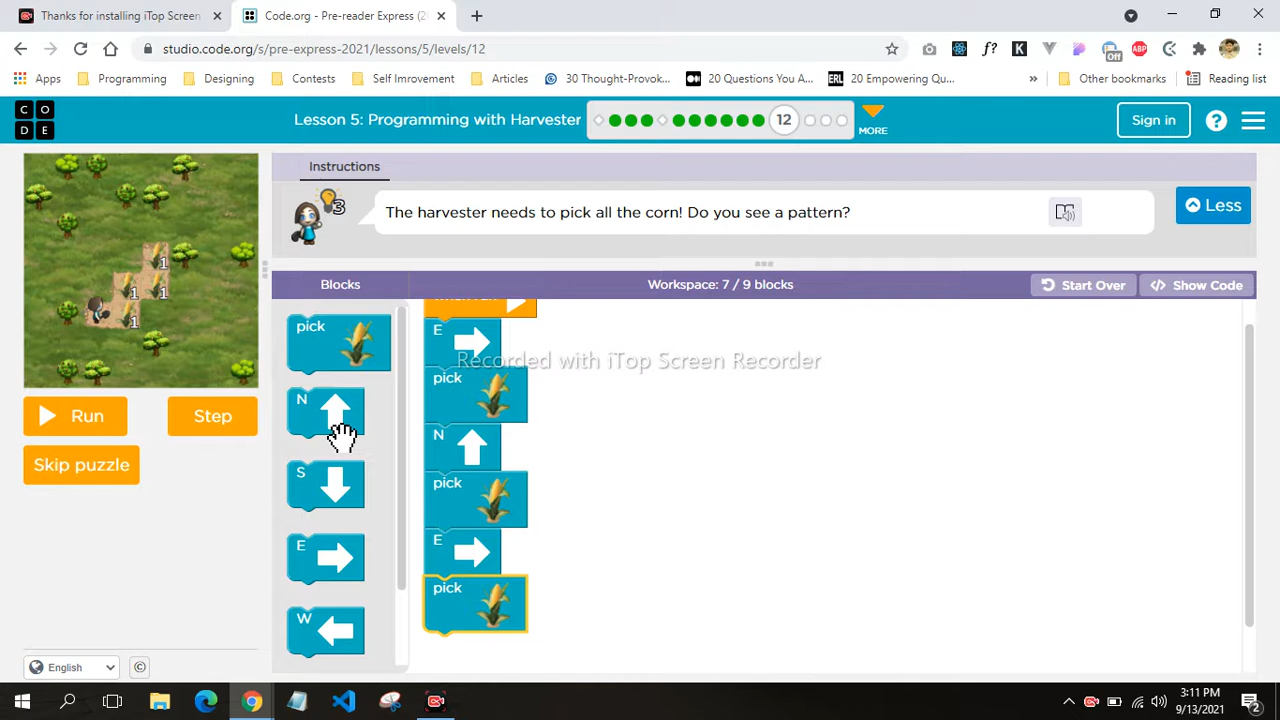 Thanks for installing iTop Screen
Code.org - Pre-reader Express (2
studio.code.org/s/pre-express-2021/lessons/5/levels/12
f?
K
Off
ABP
Apps
Programming
Designing
Contests
Self Imrovement
Articles
30 Thought-Provok...
20 Questions You A...
ERL
20 Empowering Qu...
»
Other bookmarks
Reading list
C O
D E
Lesson 5: Programming with Harvester
12
MORE
Sign in
?
Instructions
3
The harvester needs to pick all the corn! Do you see a pattern?
Less
1
1
1
1
Blocks
Workspace: 7 / 9 blocks
Start Over
</> Show Code
pick
N
S
E
W
E
pick
N
pick
E
pick
Recorded with iTop Screen Recorder
Run
Step
Skip puzzle
English
©
3:11 PM
9/13/2021
2